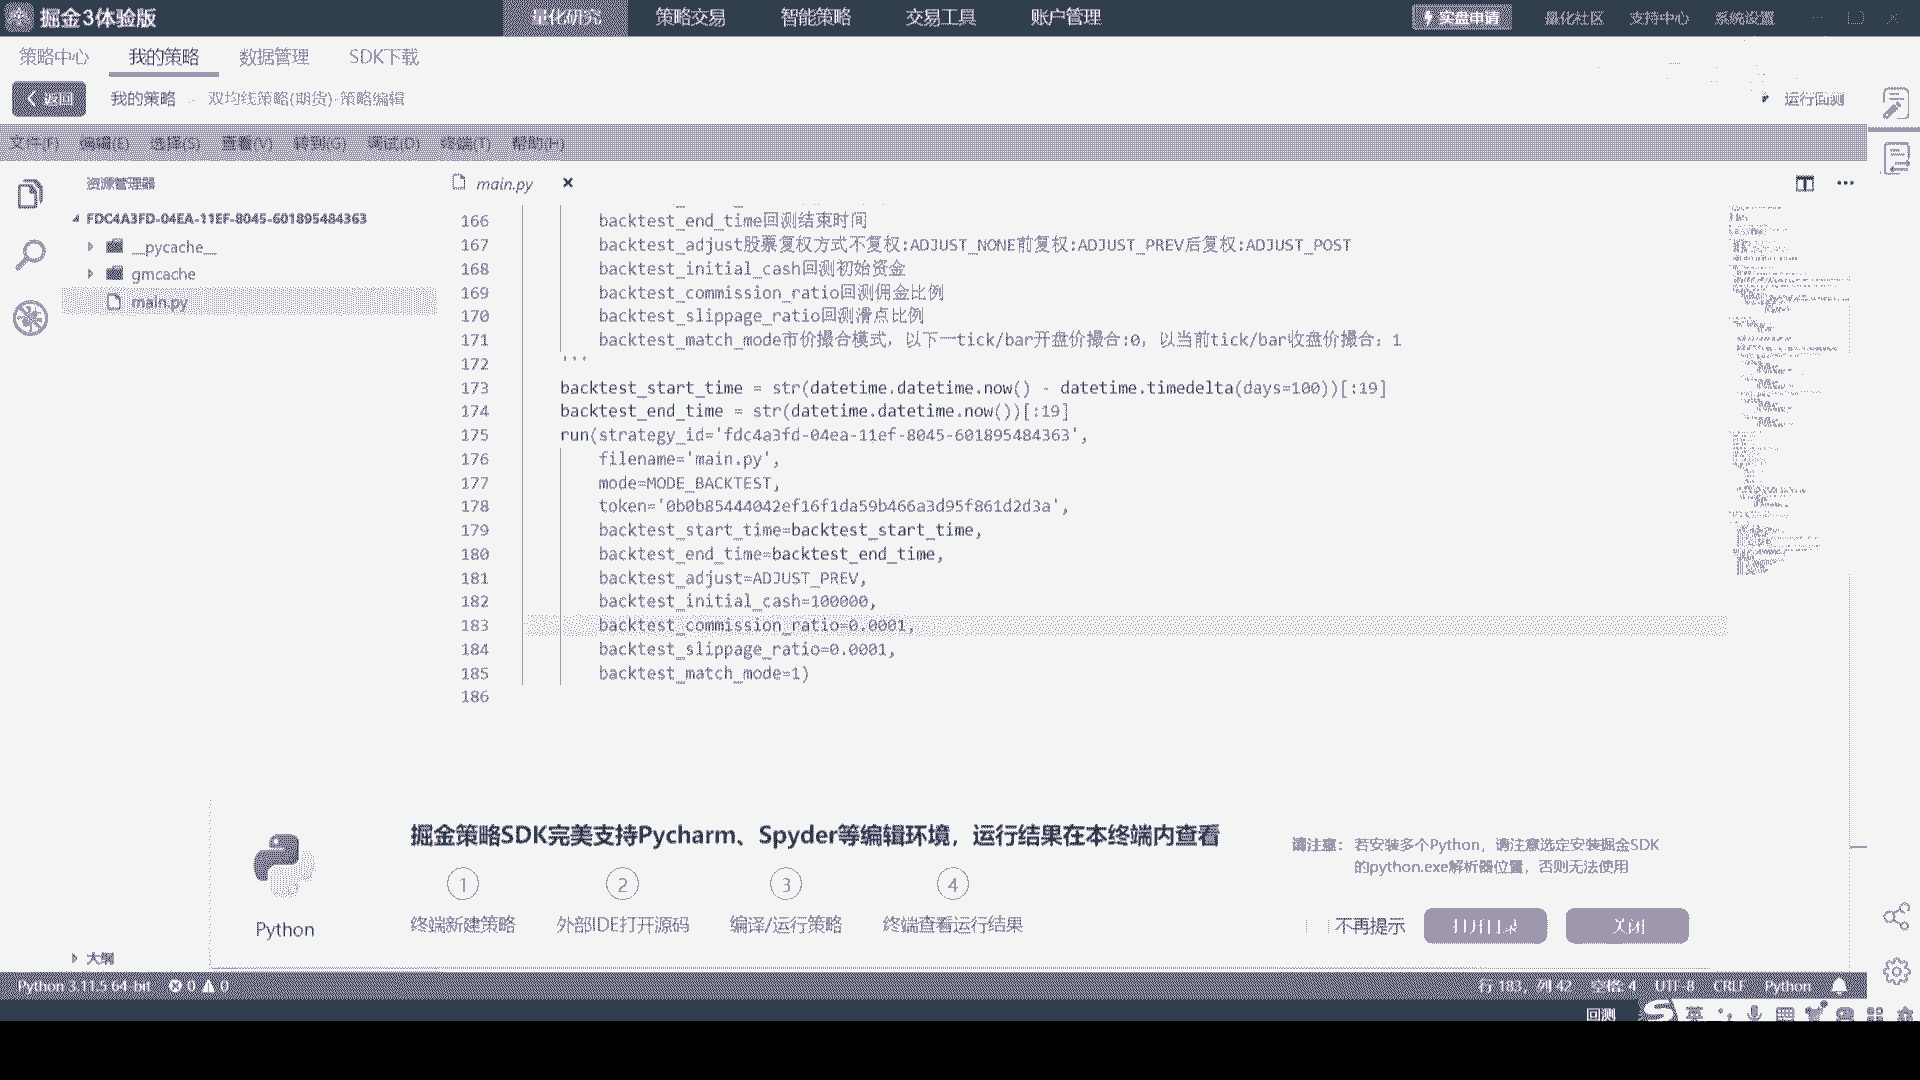 掘金3体验版
量化研究 策略交易 智能策略 交易工具 账户管理 实盘申请 量化社区 支持中心 系统设置
策略中心 我的策略 数据管理 SDK下载
返回 我的策略 双均线策略(期货)-策略编辑 运行回测
文件(F) 编辑(E) 选择(S) 查看(V) 转到(G) 调试(D) 终端(T) 帮助(H)
资源管理器
FDC4A3FD-04EA-11EF-8045-601895484363
__pycache__
gmcache
main.py
main.py
166 backtest_end_time回测结束时间
167 backtest_adjust股票复权方式不复权:ADJUST_NONE前复权:ADJUST_PREV后复权:ADJUST_POST
168 backtest_initial_cash回测初始资金
169 backtest_commission_ratio回测佣金比例
170 backtest_slippage_ratio回测滑点比例
171 backtest_match_mode市价撮合模式，以下一tick/bar开盘价撮合:0，以当前tick/bar收盘价撮合：1
172 '''
173 backtest_start_time = str(datetime.datetime.now() - datetime.timedelta(days=100))[:19]
174 backtest_end_time = str(datetime.datetime.now())[:19]
175 run(strategy_id='fdc4a3fd-04ea-11ef-8045-601895484363',
176 filename='main.py',
177 mode=MODE_BACKTEST,
178 token='0b0b85444042ef16f1da59b466a3d95f861d2d3a',
179 backtest_start_time=backtest_start_time,
180 backtest_end_time=backtest_end_time,
181 backtest_adjust=ADJUST_PREV,
182 backtest_initial_cash=100000,
183 backtest_commission_ratio=0.0001,
184 backtest_slippage_ratio=0.0001,
185 backtest_match_mode=1)
186
掘金策略SDK完美支持Pycharm、Spyder等编辑环境，运行结果在本终端内查看
1 2 3 4
终端新建策略 外部IDE打开源码 编译/运行策略 终端查看运行结果
Python
请注意： 若安装多个Python，请注意选定安装掘金SDK
的python.exe解析器位置，否则无法使用
不再提示 打开目录 关闭
大纲
Python 3.11.5 64-bit 0 0 行 183，列 42 空格: 4 UTF-8 CRLF Python
回测 英